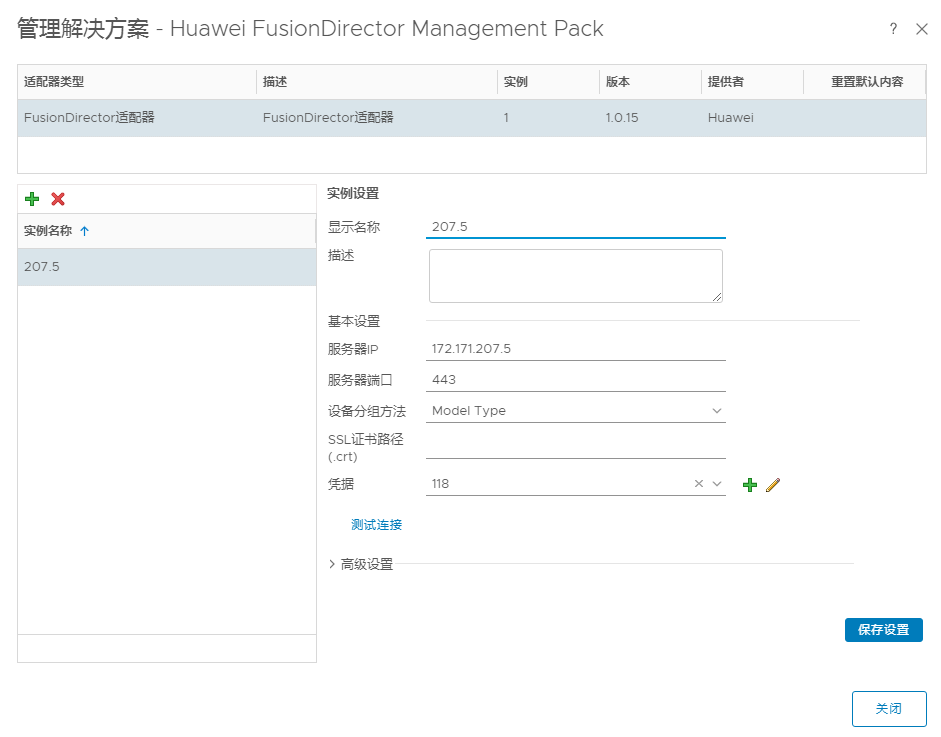 管理解决方案 - Huawei FusionDirector Management Pack
?
适配器类型 描述 实例 版本 提供者 重置默认内容
FusionDirector适配器 FusionDirector适配器 1 1.0.15 Huawei
实例名称
207.5
实例设置
显示名称 207.5
描述
基本设置
服务器IP 172.171.207.5
服务器端口 443
设备分组方法 Model Type
SSL证书路径
(.crt)
凭据 118
测试连接
高级设置
保存设置
关闭